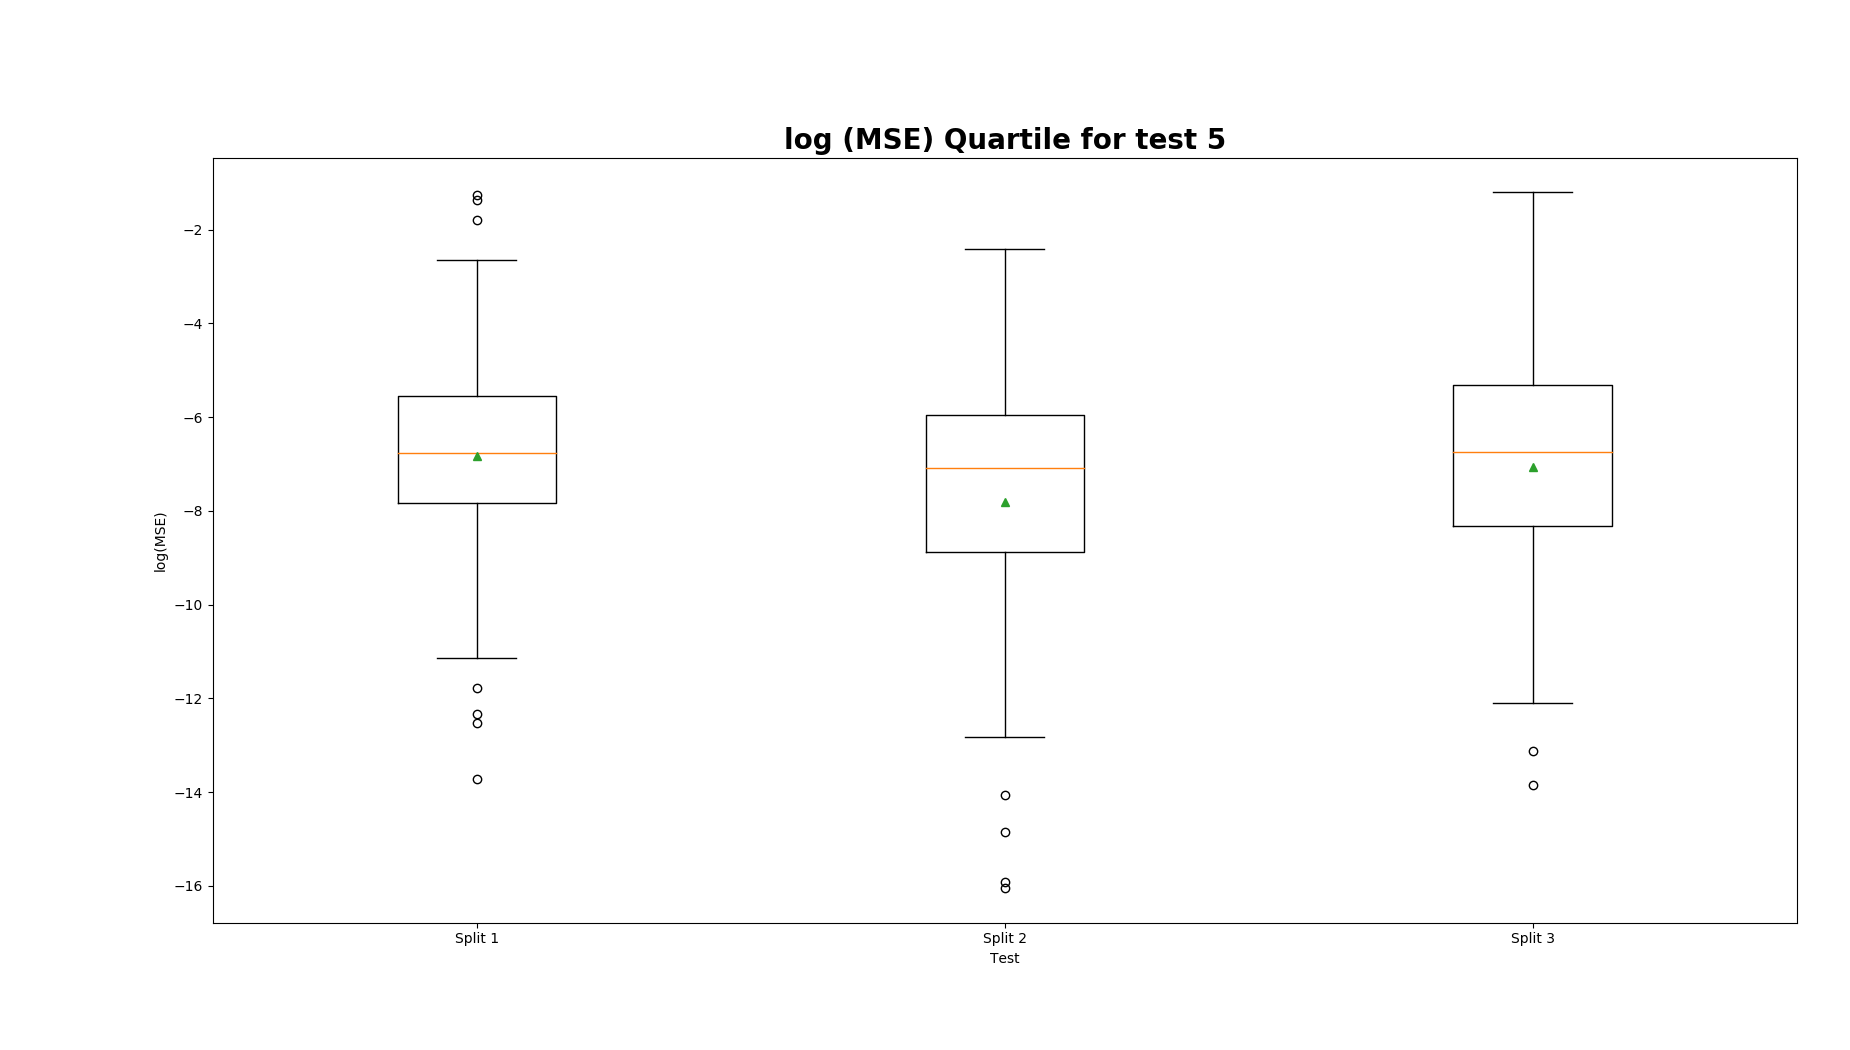 log (MSE) Quartile for test 5
log(MSE)
−2
−4
−6
−8
−10
−12
−14
−16
Split 1
Split 2
Split 3
Test